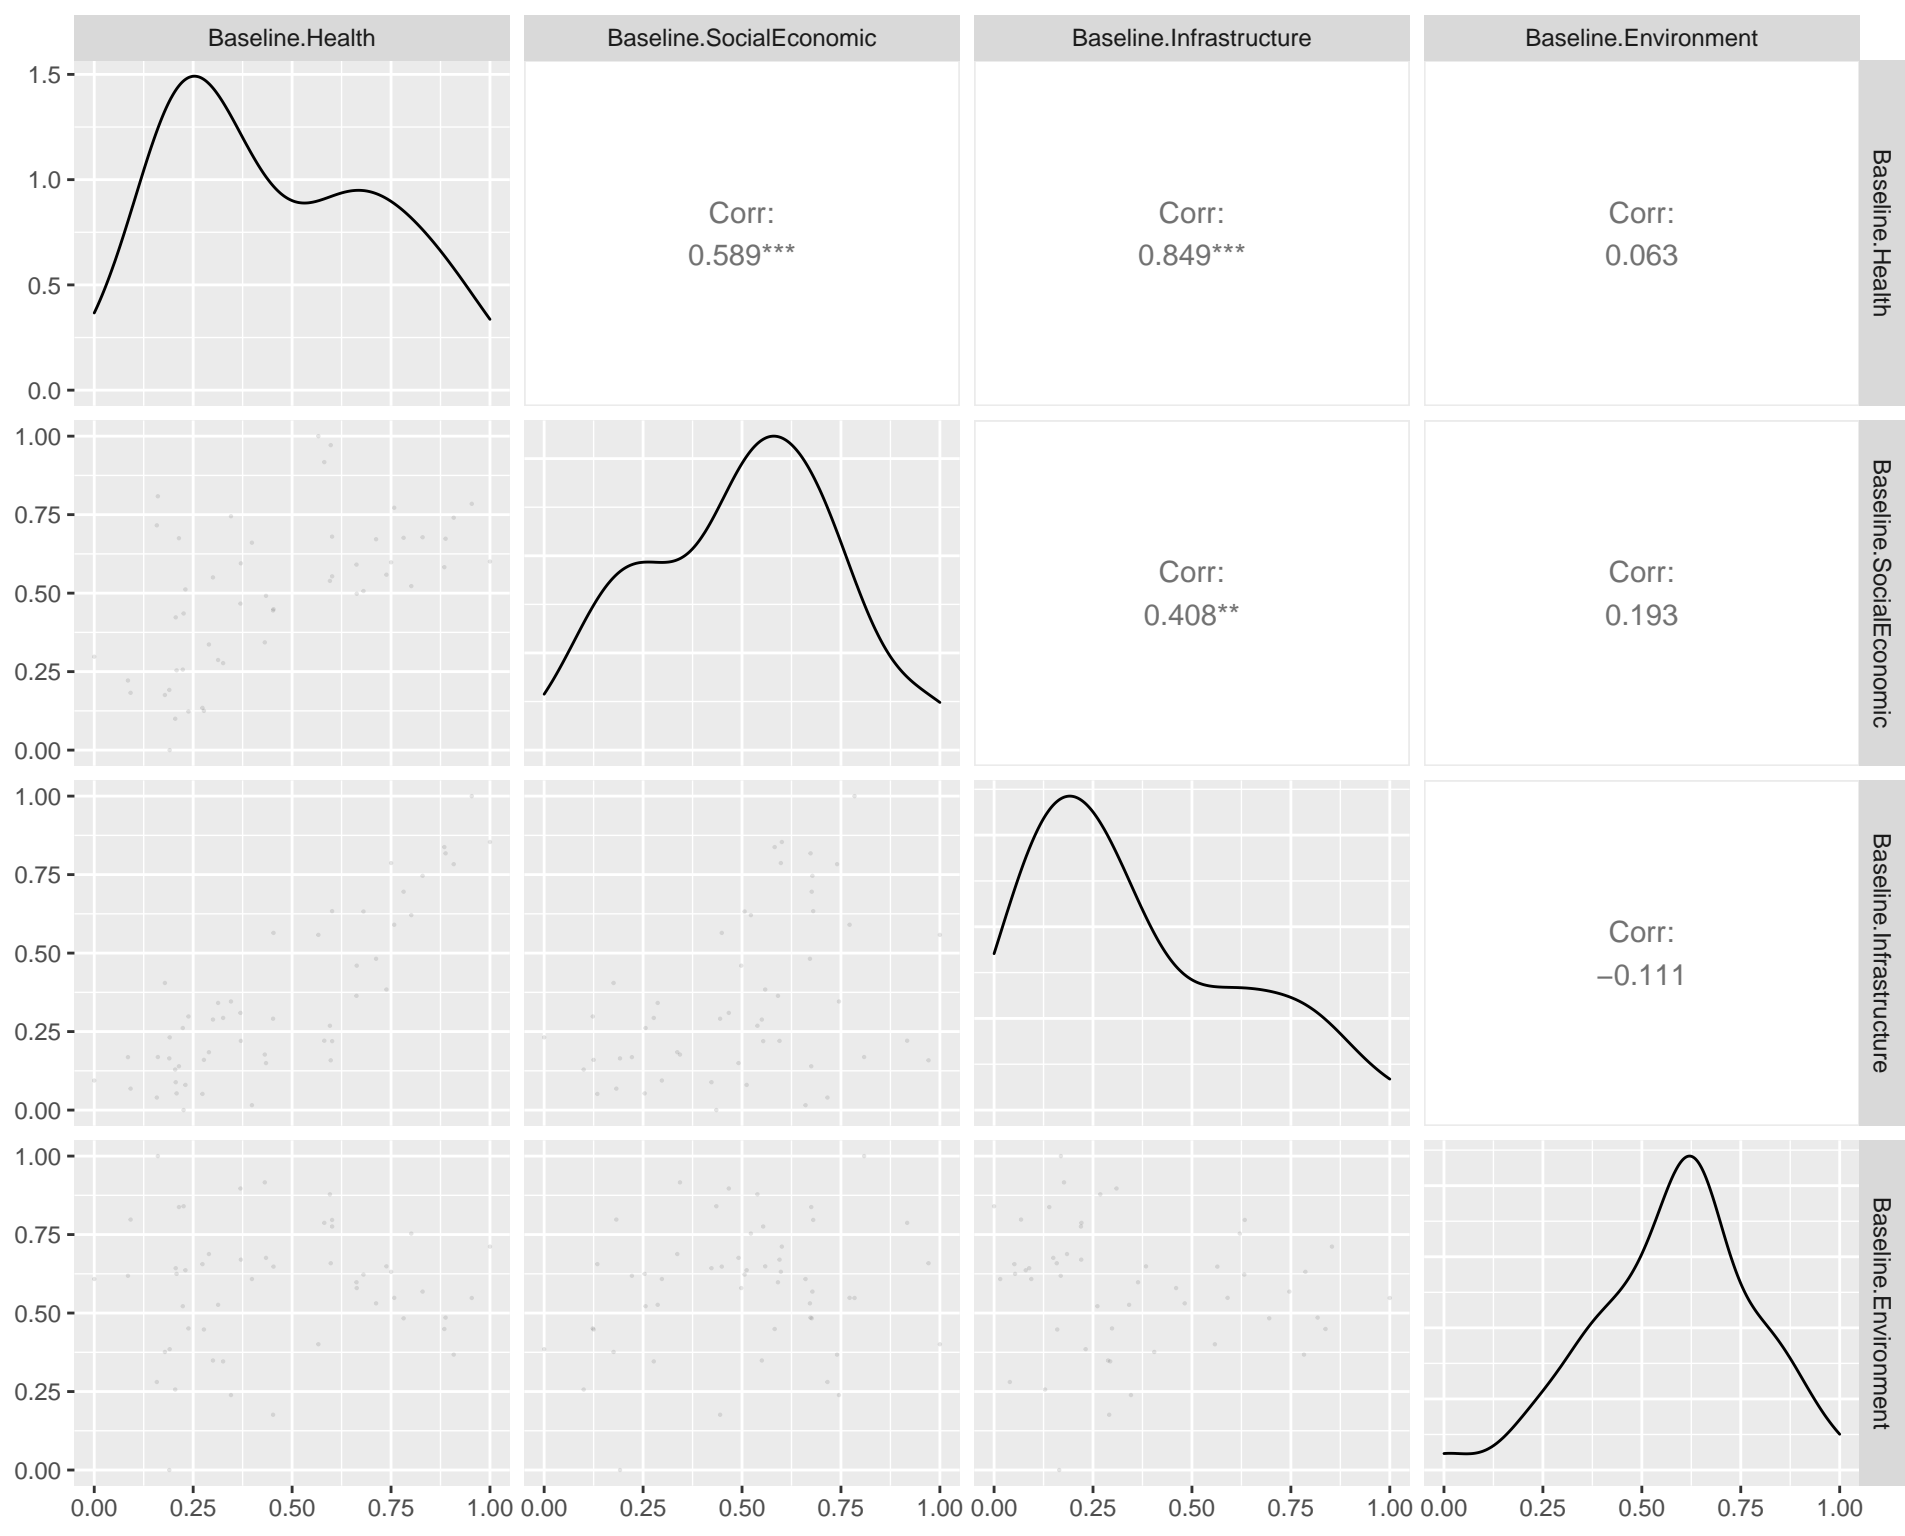 Baseline.Health Baseline.SocialEconomic Baseline.Infrastructure Baseline.Environment
1.5
1.0
0.5
0.0
Corr:
0.589***
Corr:
0.849***
Corr:
0.063
Baseline.Health
1.00
0.75
0.50
0.25
0.00
Corr:
0.408**
Corr:
0.193
Baseline.SocialEconomic
1.00
0.75
0.50
0.25
0.00
Corr:
−0.111
Baseline.Infrastructure
1.00
0.75
0.50
0.25
0.00
Baseline.Environment
0.00 0.25 0.50 0.75 1.00 0.00 0.25 0.50 0.75 1.00 0.00 0.25 0.50 0.75 1.00 0.00 0.25 0.50 0.75 1.00